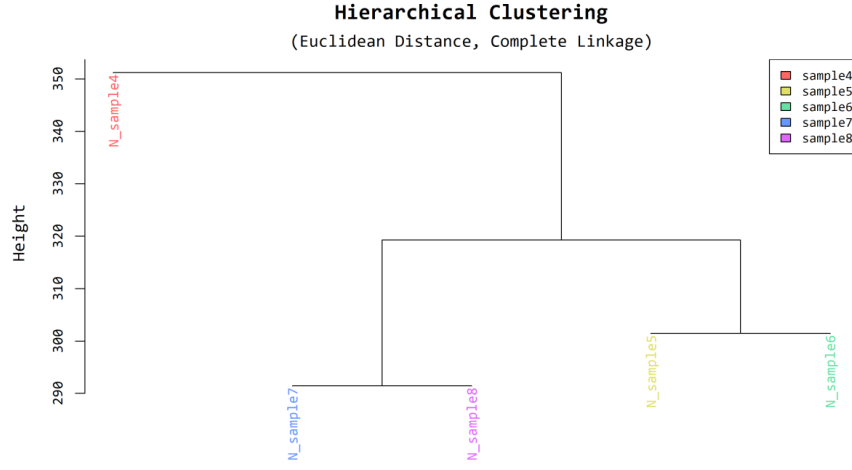 Hierarchical Clustering
(Euclidean Distance, Complete Linkage)
Height
350
340
330
320
310
300
290
N_sample4
N_sample7
N_sample8
N_sample5
N_sample6
sample4
sample5
sample6
sample7
sample8